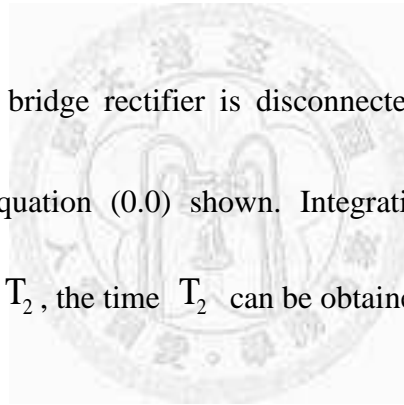 bridge rectifier is disconnecte
quation (0.0) shown. Integrati
T₂, the time T₂ can be obtaine